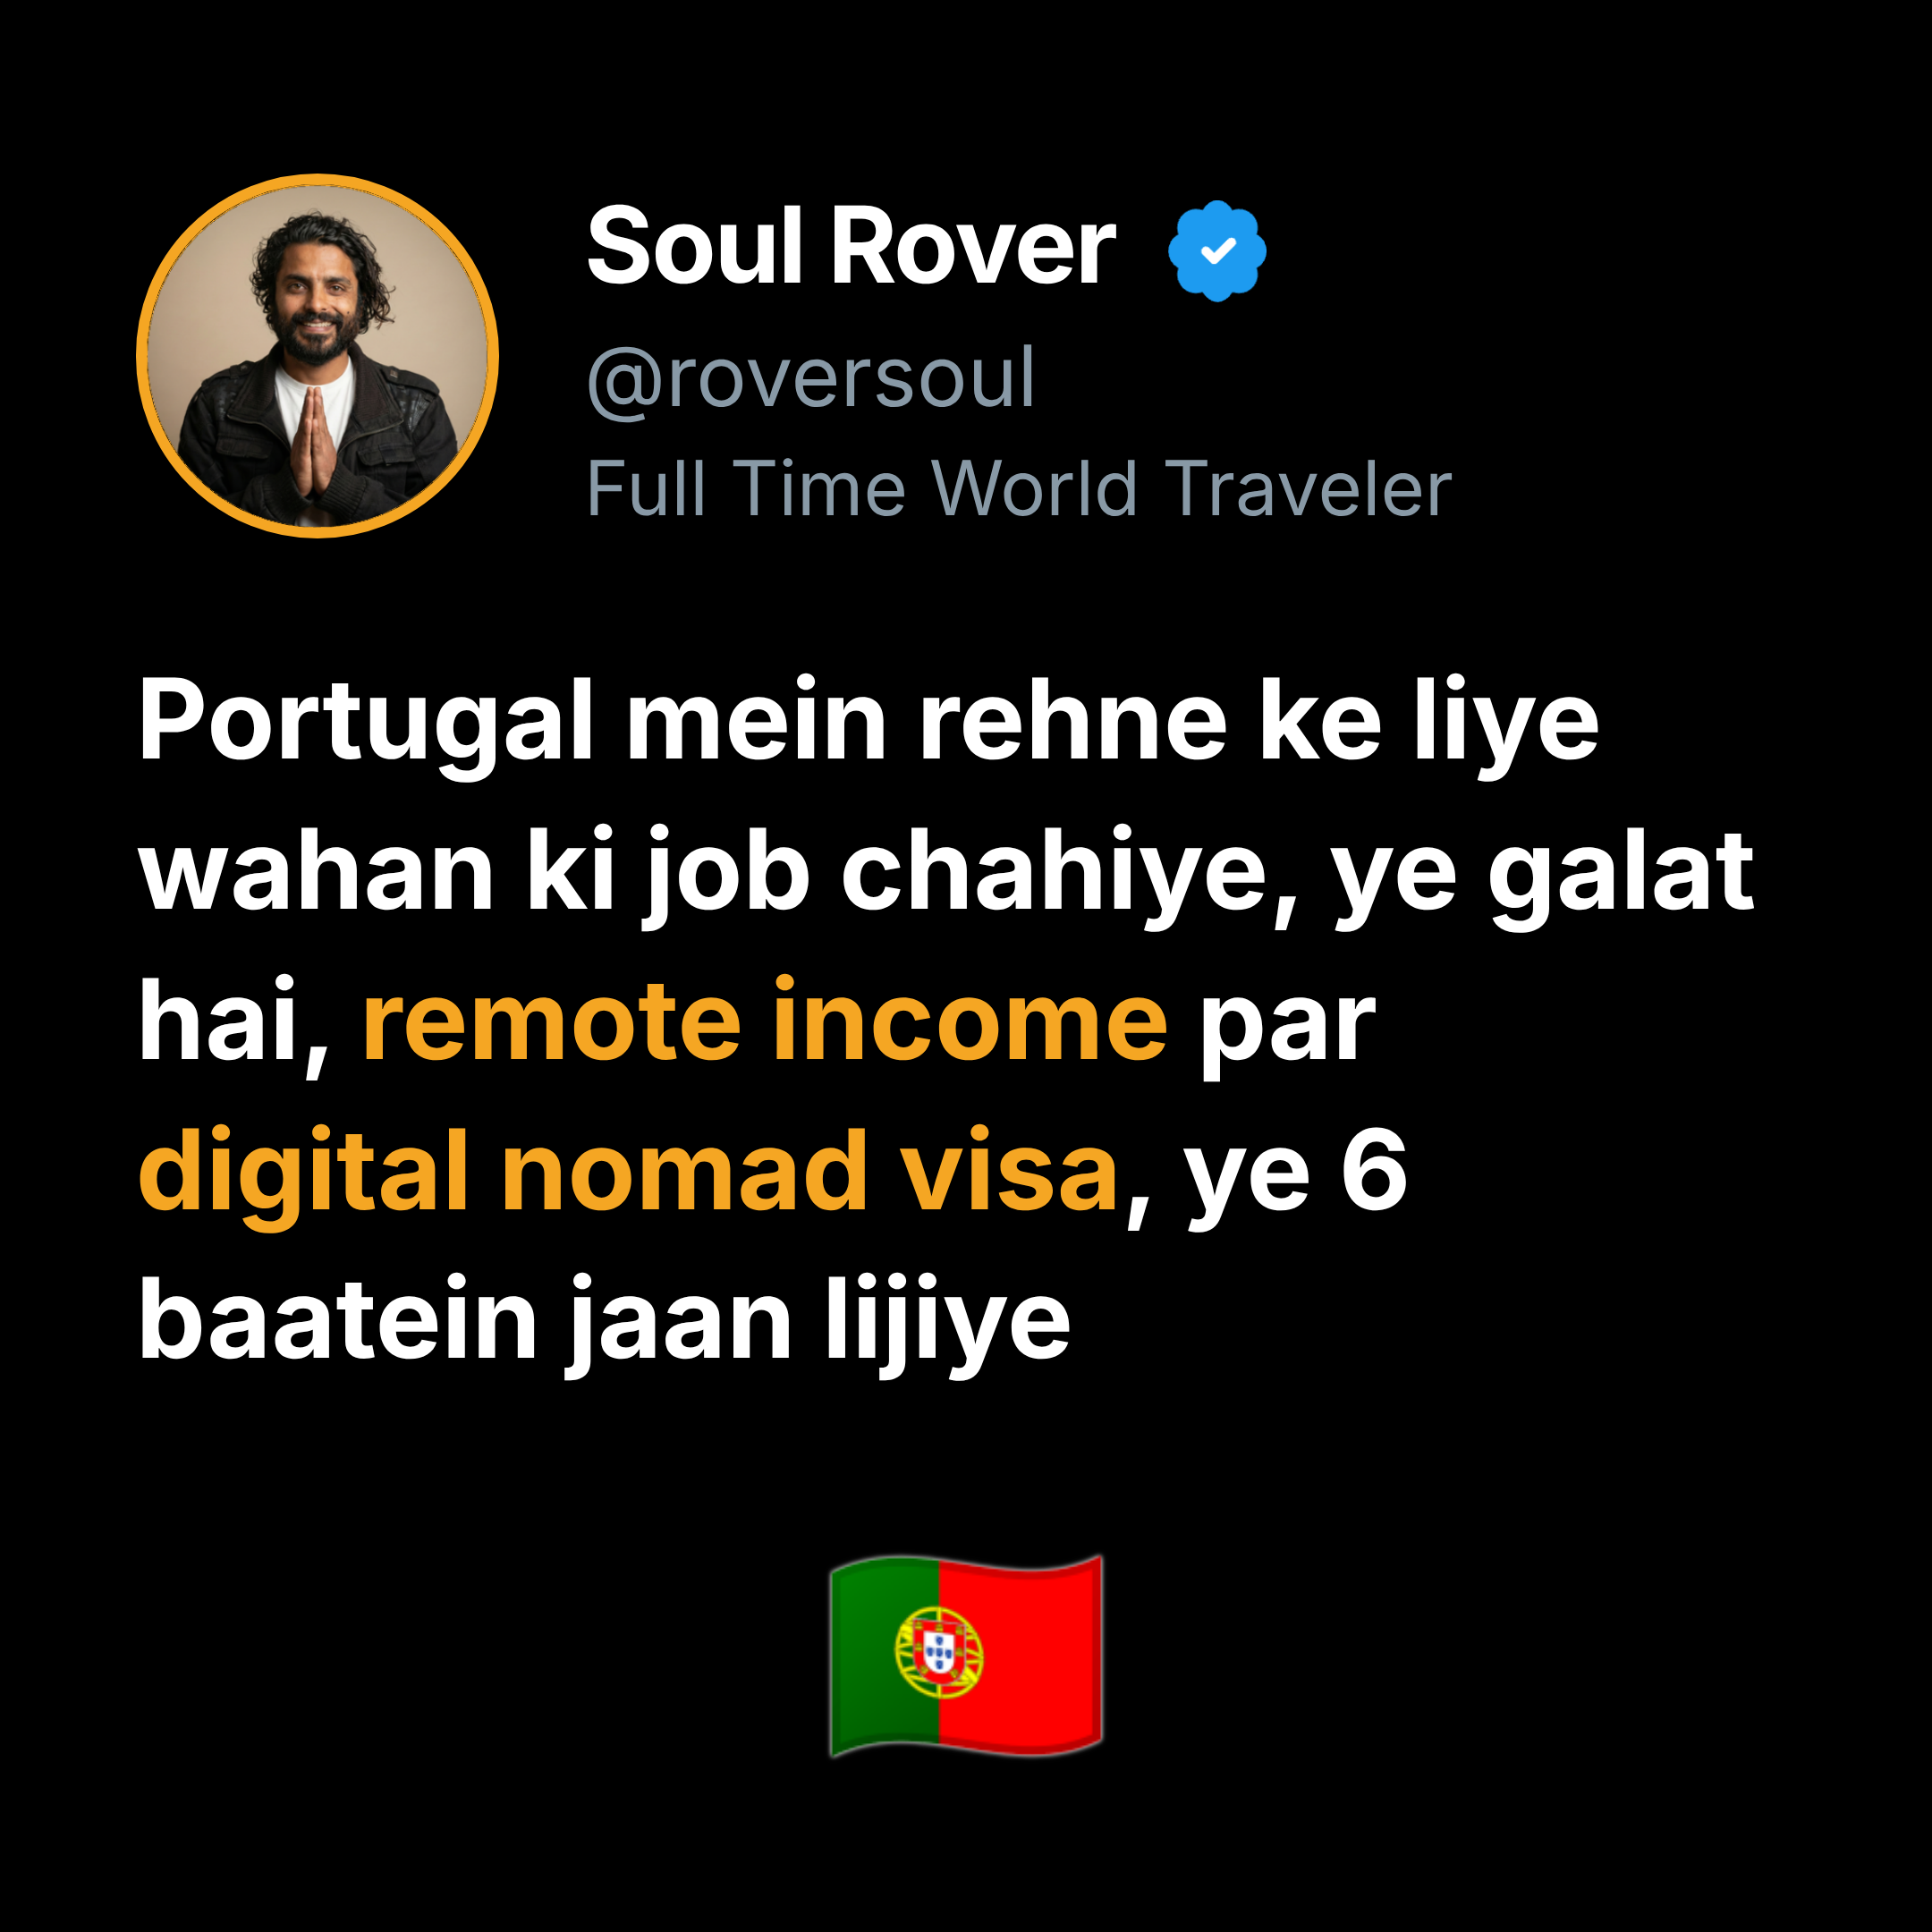 Soul Rover
@roversoul
Full Time World Traveler
Portugal mein rehne ke liye
wahan ki job chahiye, ye galat
hai, remote income par
digital nomad visa, ye 6
baatein jaan lijiye